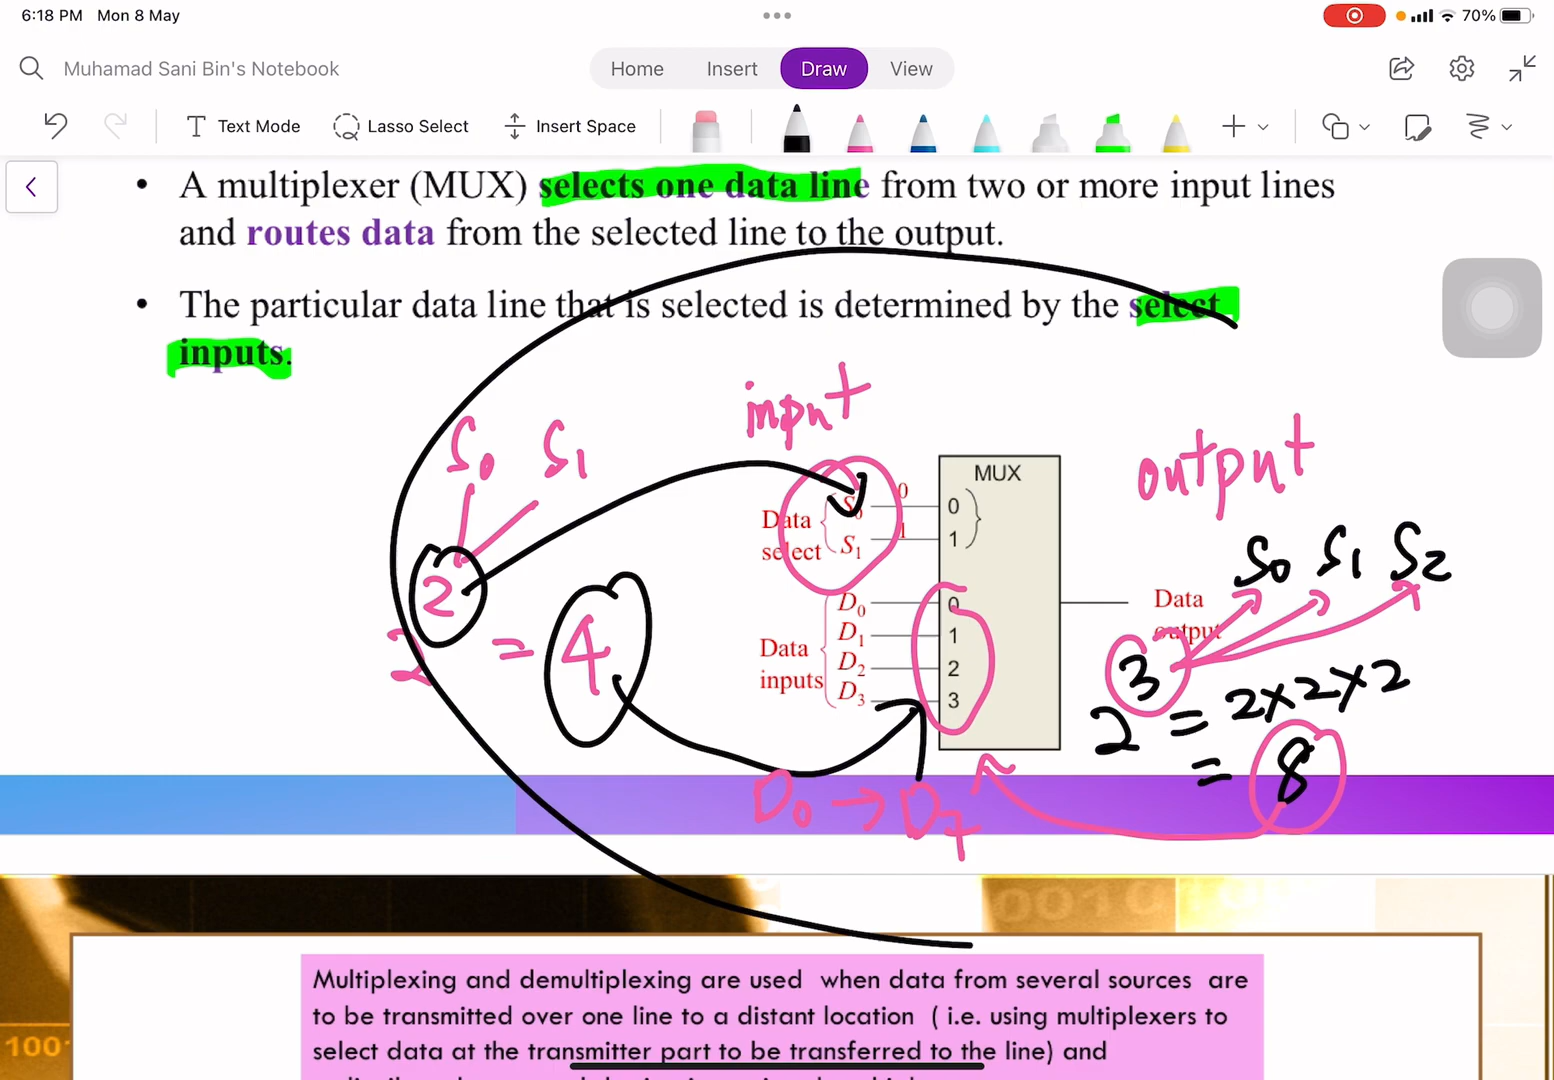 6:18 PM Mon 8 May
70%
Muhamad Sani Bin's Notebook
Home Insert Draw View
Text Mode Lasso Select Insert Space
• A multiplexer (MUX) selects one data line from two or more input lines
and routes data from the selected line to the output.
• The particular data line that is selected is determined by the select
inputs.
input
S0 S1
output
MUX
Data
select
S0 0 0
S1 1 1
S0 S1 S2
2
2 = 4
Data
inputs
D0 0
D1 1
D2 2
D3 3
Data
output
3
2 = 2×2×2
= 8
D0 → D7
0010
Multiplexing and demultiplexing are used when data from several sources are
to be transmitted over one line to a distant location ( i.e. using multiplexers to
select data at the transmitter part to be transferred to the line) and
100